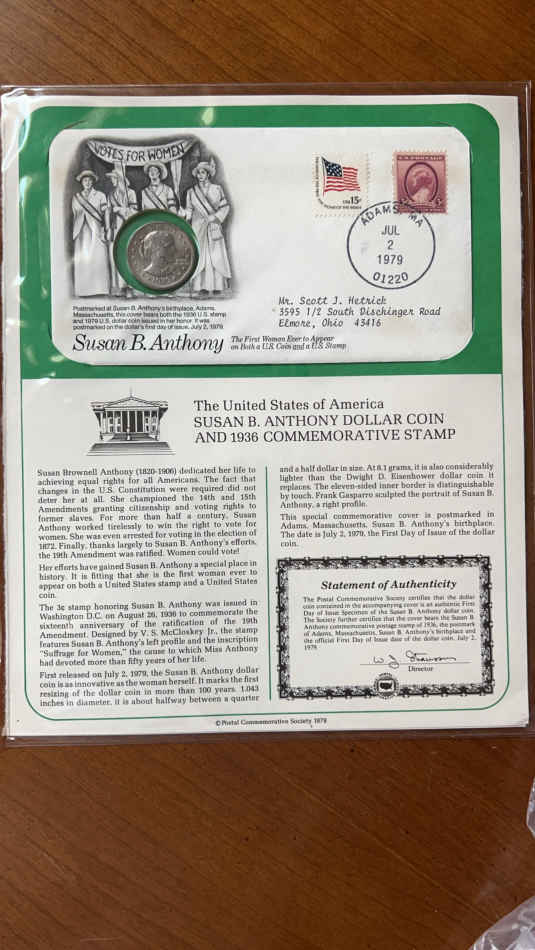 VOTES FOR WOMEN
USA 15c
U.S. POSTAGE
ADAMS, MA
JUL
2
1979
01220
Postmarked at Susan B. Anthony's birthplace, Adams,
Massachusetts, this cover bears both the 1936 U.S. stamp
and 1979 U.S. dollar coin issued in her honor. It was
postmarked on the dollar's first day of issue, July 2, 1979.
Mr. Scott J. Hetrick
3595 1/2 South Dischinger Road
Elmore, Ohio 43416
Susan B. Anthony
The First Woman Ever to Appear
on Both a U.S. Coin and a U.S. Stamp
The United States of America
SUSAN B. ANTHONY DOLLAR COIN
AND 1936 COMMEMORATIVE STAMP
Susan Brownell Anthony (1820-1906) dedicated her life to
achieving equal rights for all Americans. The fact that
changes in the U.S. Constitution were required did not
deter her at all. She championed the 14th and 15th
Amendments granting citizenship and voting rights to
former slaves. For more than half a century, Susan
Anthony worked tirelessly to win the right to vote for
women. She was even arrested for voting in the election of
1872. Finally, thanks largely to Susan B. Anthony's efforts,
the 19th Amendment was ratified. Women could vote!
Her efforts have gained Susan B. Anthony a special place in
history. It is fitting that she is the first woman ever to
appear on both a United States stamp and a United States
coin.
The 3¢ stamp honoring Susan B. Anthony was issued in
Washington D.C. on August 26, 1936 to commemorate the
sixteenth anniversary of the ratification of the 19th
Amendment. Designed by V. S. McCloskey Jr., the stamp
features Susan B. Anthony's left profile and the inscription
"Suffrage for Women," the cause to which Miss Anthony
had devoted more than fifty years of her life.
First released on July 2, 1979, the Susan B. Anthony dollar
coin is as innovative as the woman herself. It marks the first
resizing of the dollar coin in more than 100 years. 1.043
inches in diameter, it is about halfway between a quarter
and a half dollar in size. At 8.1 grams, it is also considerably
lighter than the Dwight D. Eisenhower dollar coin it
replaces. The eleven-sided inner border is distinguishable
by touch. Frank Gasparro sculpted the portrait of Susan B.
Anthony, a right profile.
This special commemorative cover is postmarked in
Adams, Massachusetts, Susan B. Anthony's birthplace.
The date is July 2, 1979, the First Day of Issue of the dollar
coin.
Statement of Authenticity
The Postal Commemorative Society certifies that the dollar
coin contained in the accompanying cover is an authentic First
Day of Issue Specimen of the Susan B. Anthony dollar coin.
The Society further certifies that the cover bears the Susan B.
Anthony commemorative postage stamp of 1936, the postmark
of Adams, Massachusetts, Susan B. Anthony's birthplace and
the official First Day of Issue date of the dollar coin, July 2,
1979.
Director
© Postal Commemorative Society 1979